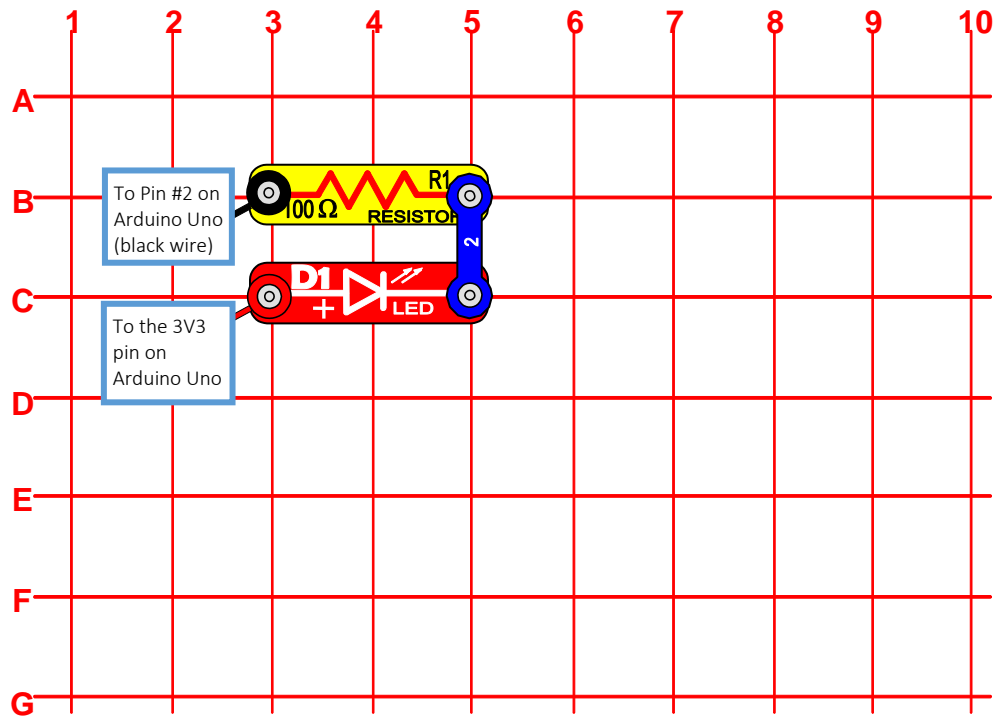 1 2 3 4 5 6 7 8 9 10
A
B
To Pin #2 on
Arduino Uno
(black wire)
R1
100 Ω
RESISTOR
2
C
D1
+
LED
To the 3V3
pin on
Arduino Uno
D
E
F
G